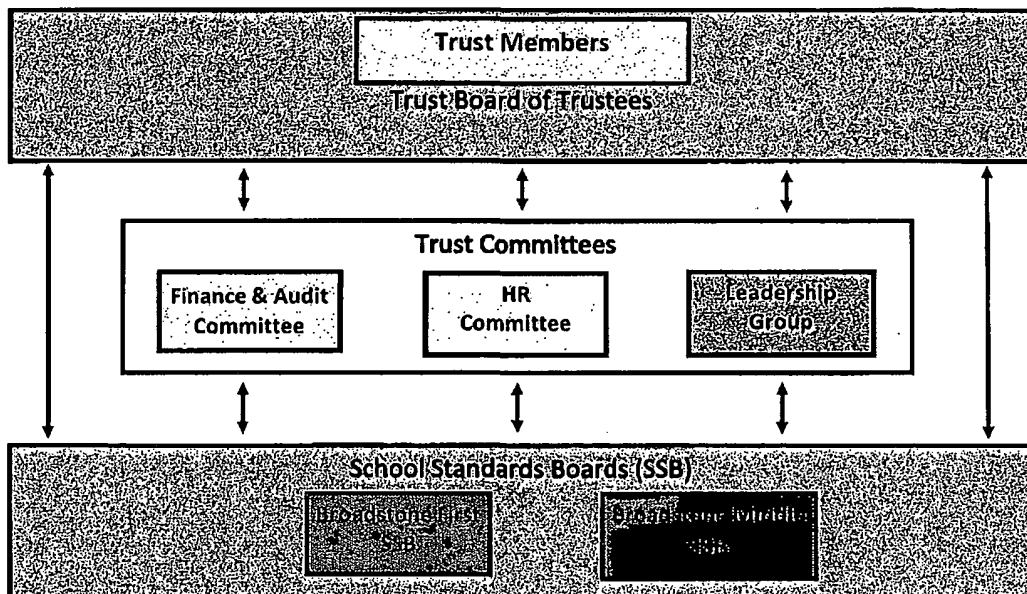 Trust Members
Trust Board of Trustees
Trust Committees
Finance & Audit
Committee
HR
Committee
Leadership
Group
School Standards Boards (SSB)
Broadstone First
SSB
Broadstone Middle
SSB